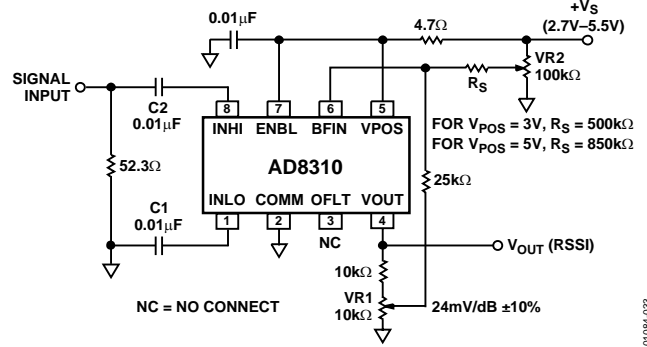 0.01μF
4.7Ω
+VS
(2.7V–5.5V)
SIGNAL
INPUT
C2
0.01μF
RS
VR2
100kΩ
8
7
6
5
INHI ENBL BFIN VPOS
FOR VPOS = 3V, RS = 500kΩ
FOR VPOS = 5V, RS = 850kΩ
52.3Ω
AD8310
25kΩ
C1
0.01μF
INLO COMM OFLT VOUT
1
2
3
4
NC
VOUT (RSSI)
10kΩ
NC = NO CONNECT
VR1
10kΩ
24mV/dB ±10%
01084-033